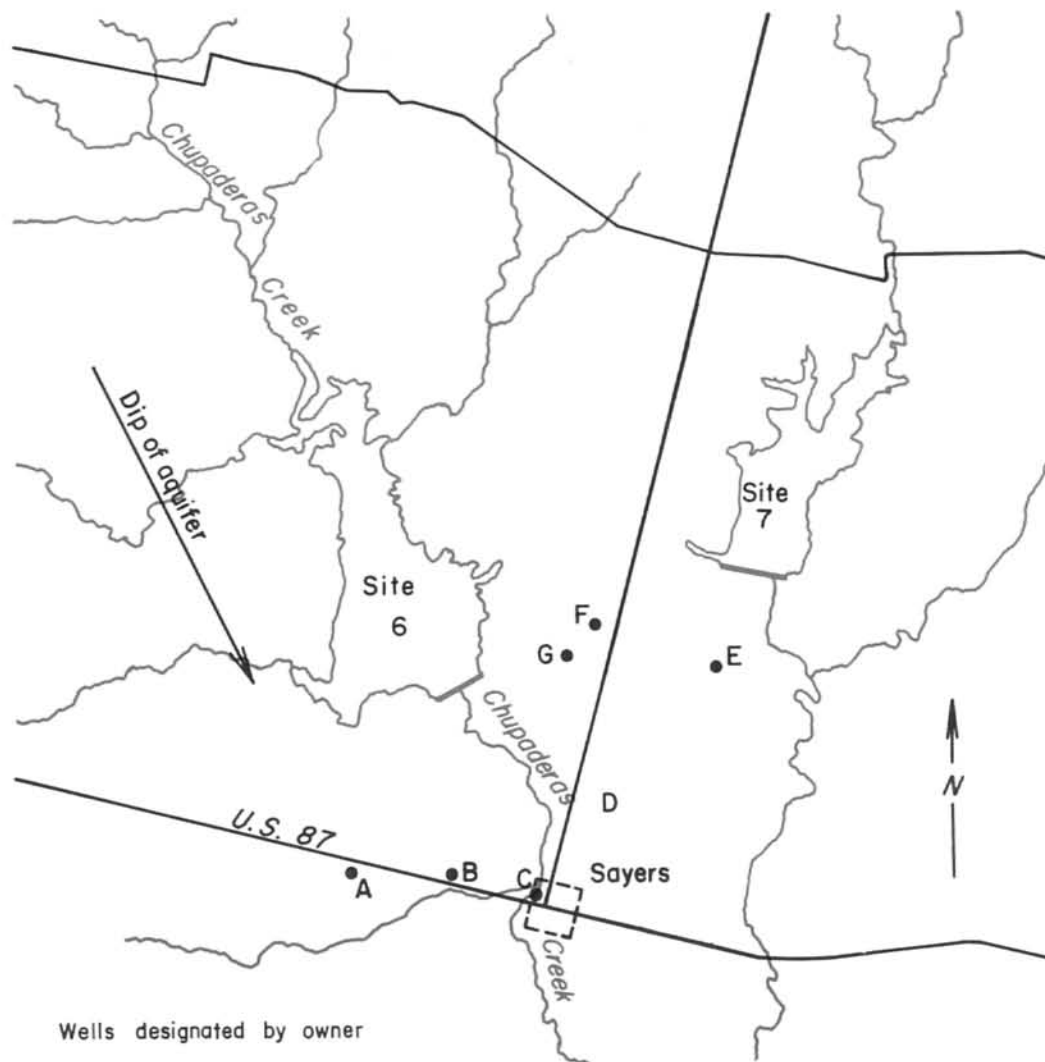 Chupaderas
Creek
Dip of aquifer
Site
7
Site
6
F
G
E
Chupaderas
D
U.S. 87
A
B
C
Sayers
Creek
N
Wells designated by owner